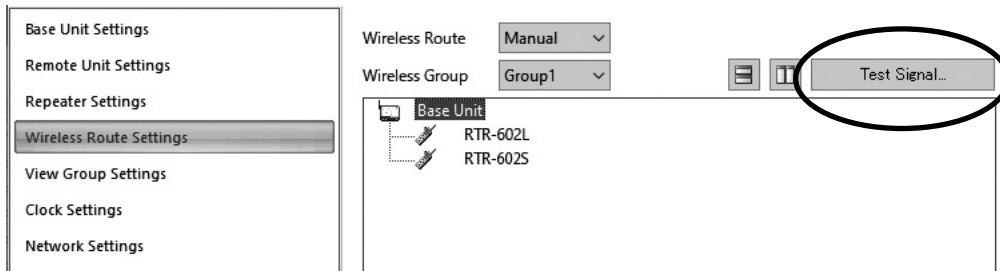 Base Unit Settings
Remote Unit Settings
Repeater Settings
Wireless Route Settings
View Group Settings
Clock Settings
Network Settings
Wireless Route Manual
Wireless Group Group1 Test Signal...
Base Unit
RTR-602L
RTR-602S